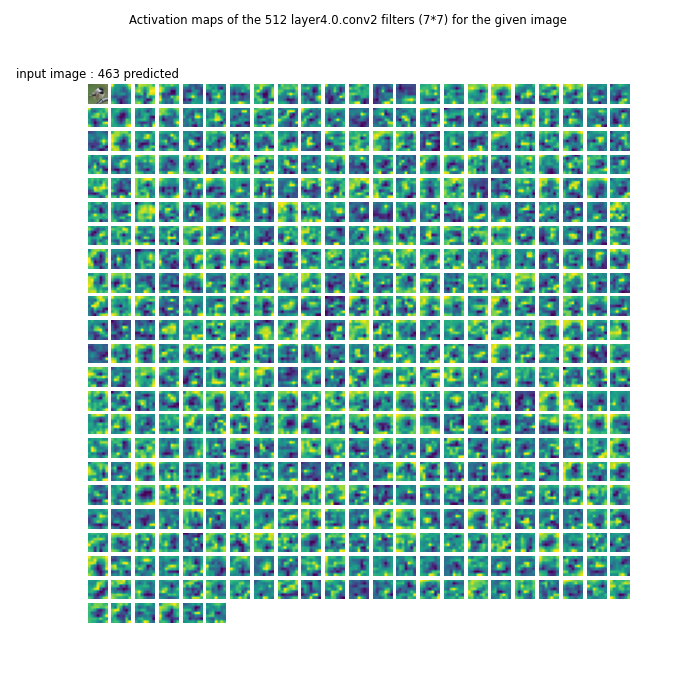 Activation maps of the 512 layer4.0.conv2 filters (7*7) for the given image
input image : 463 predicted